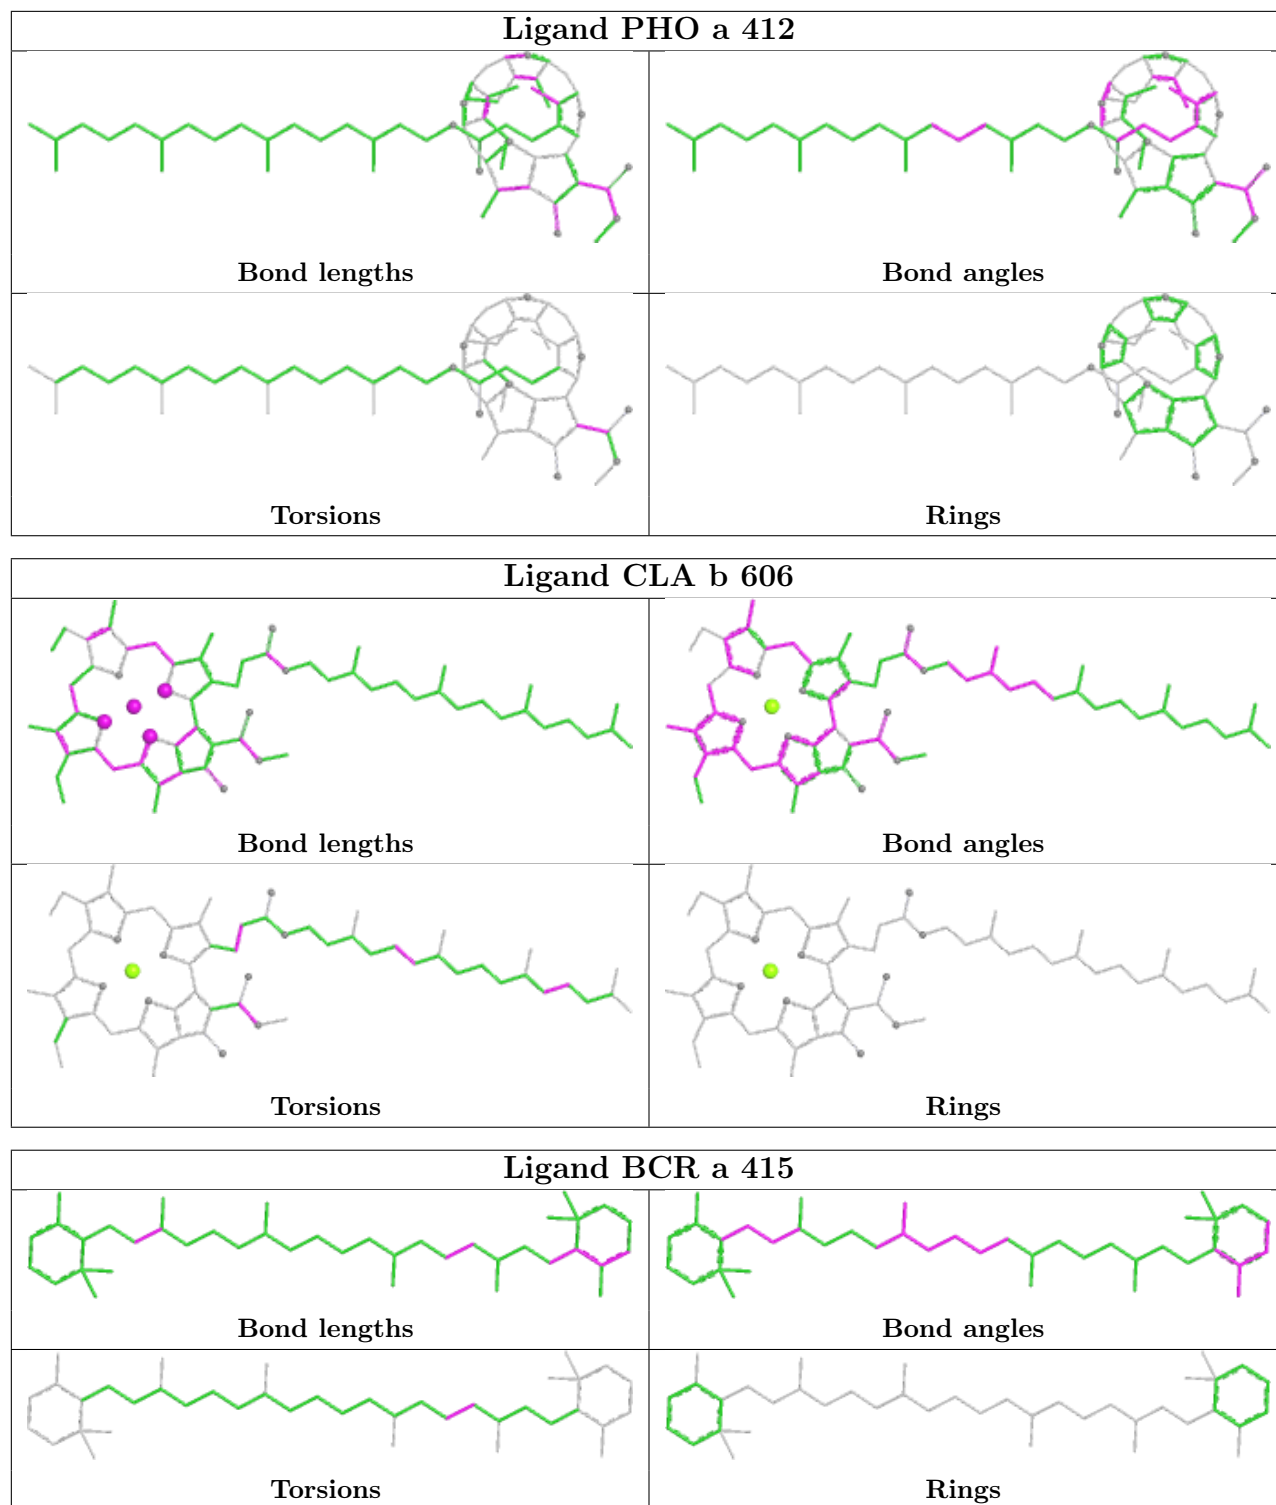 Ligand PHO a 412
Bond lengths
Bond angles
Torsions
Rings
Ligand CLA b 606
Bond lengths
Bond angles
Torsions
Rings
Ligand BCR a 415
Bond lengths
Bond angles
Torsions
Rings